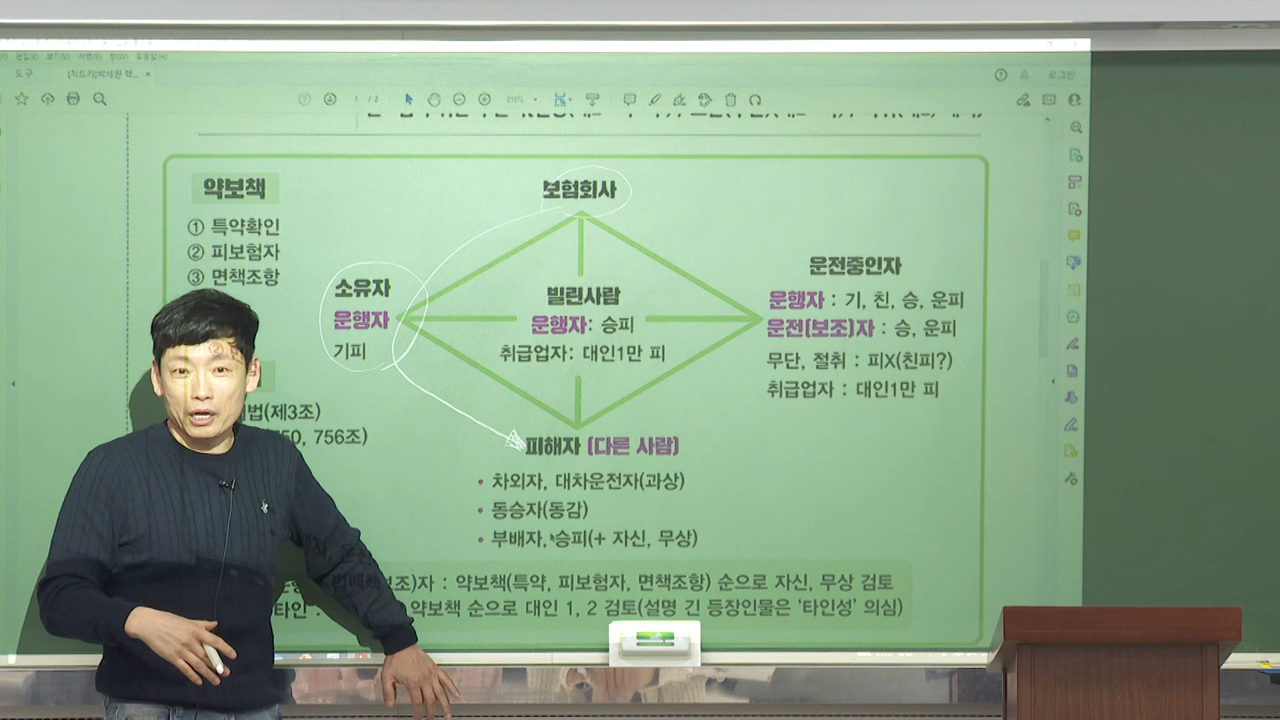 도구
로그인
1 / 2
약보책
① 특약확인
② 피보험자
③ 면책조항
보험회사
소유자
운행자
기피
빌린사람
운행자: 승피
취급업자: 대인1만 피
운전중인자
운행자 : 기, 친, 승, 운피
운전(보조)자 : 승, 운피
무단, 절취 : 피X(친피?)
취급업자 : 대인1만 피
법(제3조)
50, 756조)
피해자 (다른 사람)
• 차외자, 대차운전자(과상)
• 동승자(동감)
• 부배자, 승피(+ 자신, 무상)
조)자 : 약보책(특약, 피보험자, 면책조항) 순으로 자신, 무상 검토
타인 : 약보책 순으로 대인 1, 2 검토(설명 긴 등장인물은 ‘타인성’ 의심)